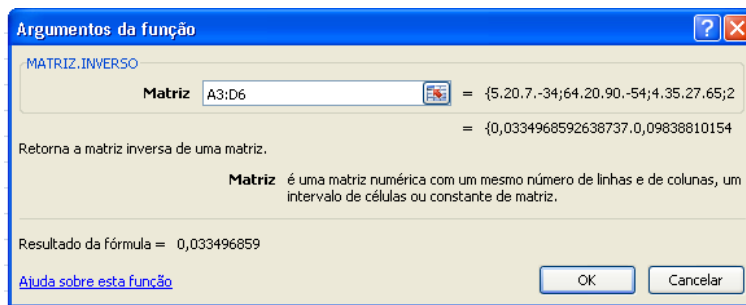 Argumentos da função
MATRIZ.INVERSO
Matriz A3:D6 = {5.20.7.-34;64.20.90.-54;4.35.27.65;2
= {0,0334968592638737.0,09838810154
Retorna a matriz inversa de uma matriz.
Matriz é uma matriz numérica com um mesmo número de linhas e de colunas, um
intervalo de células ou constante de matriz.
Resultado da fórmula = 0,033496859
Ajuda sobre esta função OK Cancelar